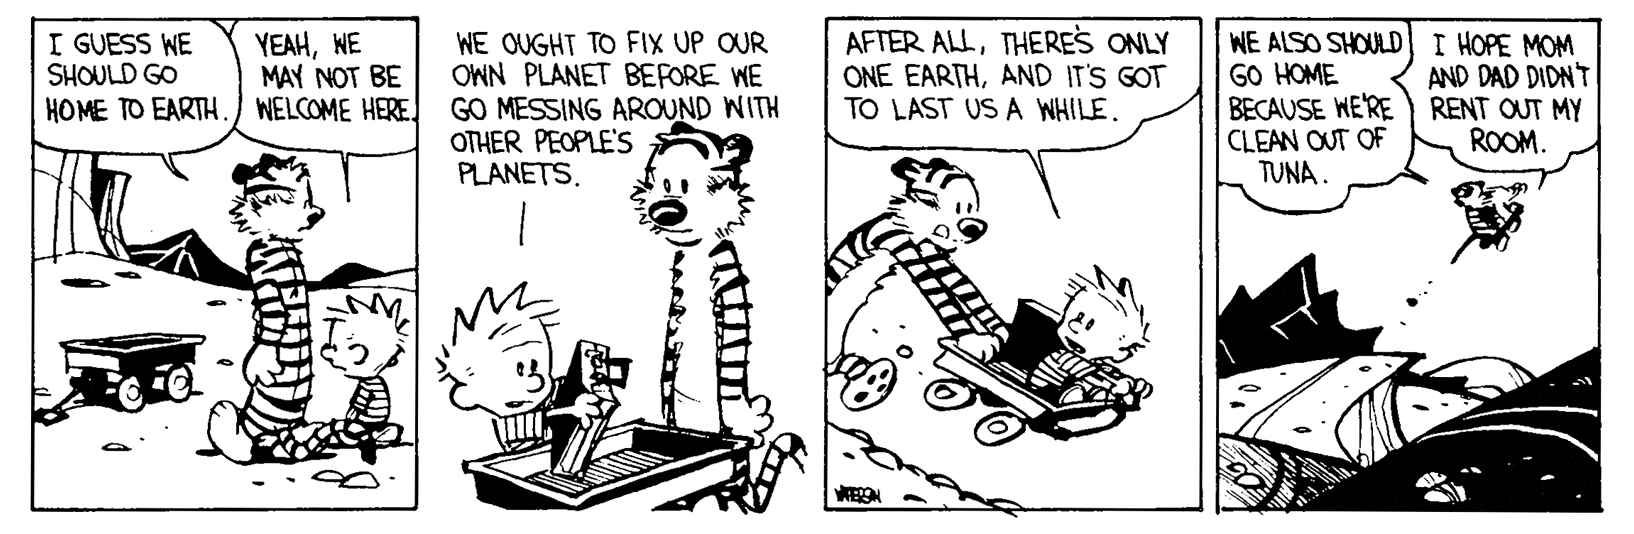 I GUESS WE
SHOULD GO
HOME TO EARTH.
YEAH, WE
MAY NOT BE
WELCOME HERE.
WE OUGHT TO FIX UP OUR
OWN PLANET BEFORE WE
GO MESSING AROUND WITH
OTHER PEOPLE'S
PLANETS.
AFTER ALL, THERE'S ONLY
ONE EARTH, AND IT'S GOT
TO LAST US A WHILE.
WATTERSON
WE ALSO SHOULD
GO HOME
BECAUSE WE'RE
CLEAN OUT OF
TUNA.
I HOPE MOM
AND DAD DIDN'T
RENT OUT MY
ROOM.